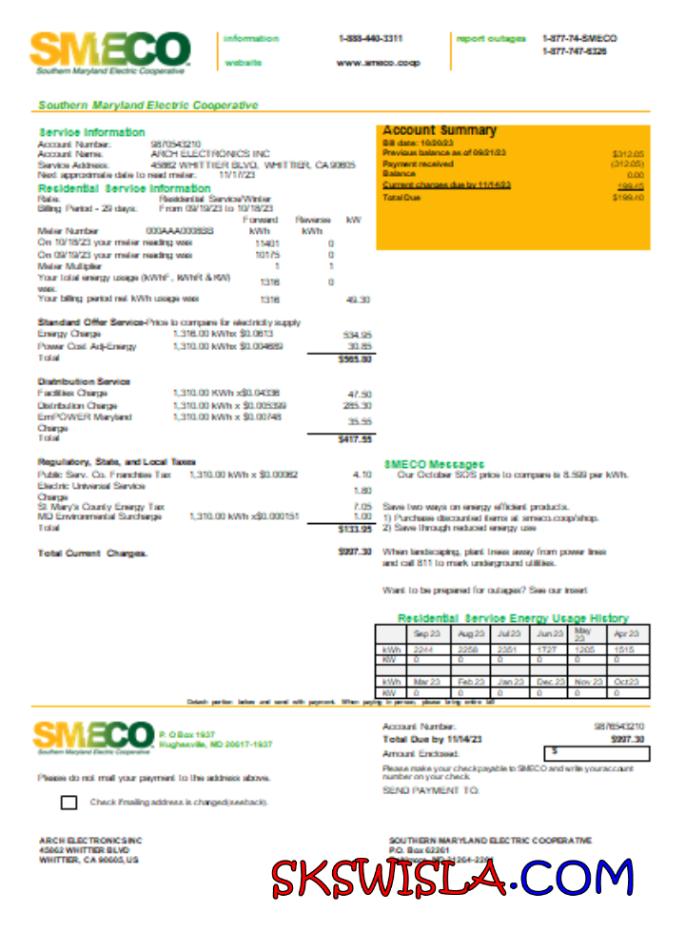 SMECO
Southern Maryland Electric Cooperative
information 1-888-440-3311
website www.smeco.coop
report outages 1-877-74-SMECO
1-877-747-6326
Southern Maryland Electric Cooperative
Service Information
Account Number: 9870543210
Account Name: ARCH ELECTRONICS INC
Service Address: 45862 WHITTIER BLVD, WHITTIER, CA 90605
Next approximate date to read meter: 11/17/23
Residential Service Information
Rate: Residential Service/Winter
Billing Period - 29 days: From 09/19/23 to 10/18/23
Forward Reverse kW
Meter Number 000AAA000BBB kWh kWh
On 10/18/23 your meter reading was 11401 0
On 09/19/23 your meter reading was 10175 0
Meter Multiplier 1 1
Your total energy usage (kWhF, KWhR & KW) was: 1316 0
Your billing period net kWh usage was 1316 49.30
Standard Offer Service-Price to compare for electricity supply
Energy Charge 1,316.00 kWhx $0.0613 534.95
Power Cost Adj-Energy 1,310.00 kWhx $0.004689 30.85
Total $565.80
Distribution Service
Facilities Charge 1,310.00 KWh x$0.04336 47.50
Distribution Charge 1,310.00 kWh x $0.005399 285.30
EmPOWER Maryland Charge 1,310.00 kWh x $0.00748 35.55
Total $417.55
Regulatory, State, and Local Taxes
Public Serv. Co. Franchise Tax 1,310.00 kWh x $0.00062 4.10
Electric Universal Service Charge 1.80
St Mary's County Energy Tax 7.05
MD Environmental Surcharge 1,310.00 kWh x$0.000151 1.00
Total $133.95
Total Current Charges. $997.30
Account Summary
Bill date: 10/20/23
Previous balance as of 09/21/23 $312.05
Payment received (312.05)
Balance 0.00
Current charges due by 11/14/23
Total Due
SMECO Messages
Our October SOS price to compare is 8.599 per kWh.
Save two ways on energy efficient products.
1) Purchase discounted items at smeco.coop/shop.
2) Save through reduced energy use
When landscaping, plant trees away from power lines
and call 811 to mark underground utilities.
Want to be prepared for outages? See our insert
Residential Service Energy Usage History
Sep 23 Aug 23 Jul 23 Jun 23 May 23 Apr 23
kWh 2244 2258 2351 1727 1205 1515
KW 0 0 0 0 0 0
kWh Mar 23 Feb 23 Jan 23 Dec 23 Nov 23 Oct 23
KW 0 0 0 0 0 0
Detach portion below and send with payment. When paying in person, please bring entire bill
SMECO
Southern Maryland Electric Cooperative
P. O Box 1937
Hughesville, MD 20617-1937
Please do not mail your payment to the address above.
Check if mailing address is changed(see back).
Account Number: 9876543210
Total Due by 11/14/23 $997.30
Amount Enclosed: $
Please make your check payable to SMECO and write your account
number on your check.
SEND PAYMENT TO:
ARCH ELECTRONICS INC
45862 WHITTIER BLVD
WHITTIER, CA 90605, US
SOUTHERN MARYLAND ELECTRIC COOPERATIVE
P.O. Box 62261
SKSWISLA.COM